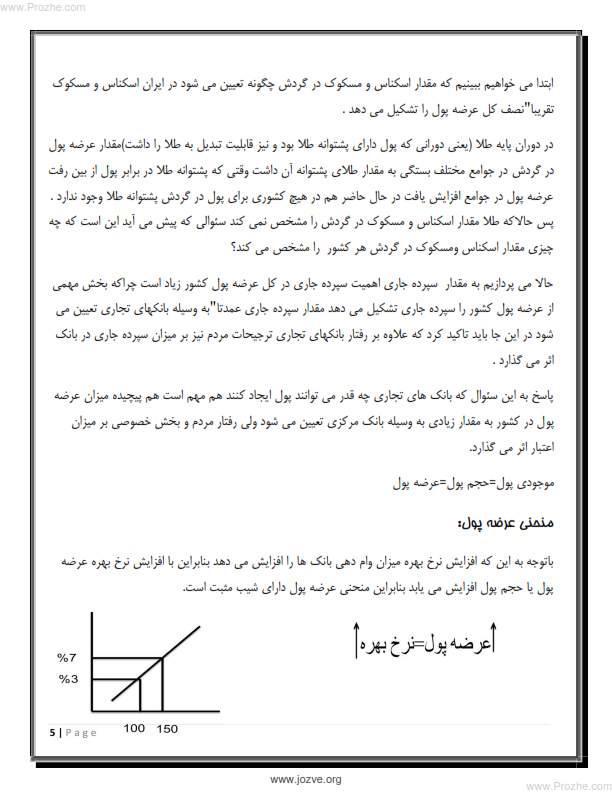 www.Prozhe.com
ابتدا می خواهیم ببینیم که مقدار اسکناس و مسکوک در گردش چگونه تعیین می شود در ایران اسکناس و مسکوک
تقریبا"نصف کل عرضه پول را تشکیل می دهد .
در دوران پایه طلا (یعنی دورانی که پول دارای پشتوانه طلا بود و نیز قابلیت تبدیل به طلا را داشت)مقدار عرضه پول
در گردش در جوامع مختلف بستگی به مقدار طلای پشتوانه آن داشت وقتی که پشتوانه طلا در برابر پول از بین رفت
عرضه پول در جوامع افزایش یافت در حال حاضر هم در هیچ کشوری برای پول در گردش پشتوانه طلا وجود ندارد .
پس حالاکه طلا مقدار اسکناس و مسکوک در گردش را مشخص نمی کند سئوالی که پیش می آید این است که چه
چیزی مقدار اسکناس ومسکوک در گردش هر کشور را مشخص می کند؟
حالا می پردازیم به مقدار سپرده جاری اهمیت سپرده جاری در کل عرضه پول کشور زیاد است چراکه بخش مهمی
از عرضه پول کشور را سپرده جاری تشکیل می دهد مقدار سپرده جاری عمدتا"به وسیله بانکهای تجاری تعیین می
شود در این جا باید تاکید کرد که علاوه بر رفتار بانکهای تجاری ترجیحات مردم نیز بر میزان سپرده جاری در بانک
اثر می گذارد .
پاسخ به این سئوال که بانک های تجاری چه قدر می توانند پول ایجاد کنند هم مهم است هم پیچیده میزان عرضه
پول در کشور به مقدار زیادی به وسیله بانک مرکزی تعیین می شود ولی رفتار مردم و بخش خصوصی بر میزان
اعتبار اثر می گذارد.
موجودی پول=حجم پول=عرضه پول
منحنی عرضه پول:
باتوجه به این که افزایش نرخ بهره میزان وام دهی بانک ها را افزایش می دهد بنابراین با افزایش نرخ بهره عرضه
پول یا حجم پول افزایش می یابد بنابراین منحنی عرضه پول دارای شیب مثبت است.
عرضه پول=نرخ بهره
%7
%3
100 150
5 | Page
www.jozve.org
www.Prozhe.com